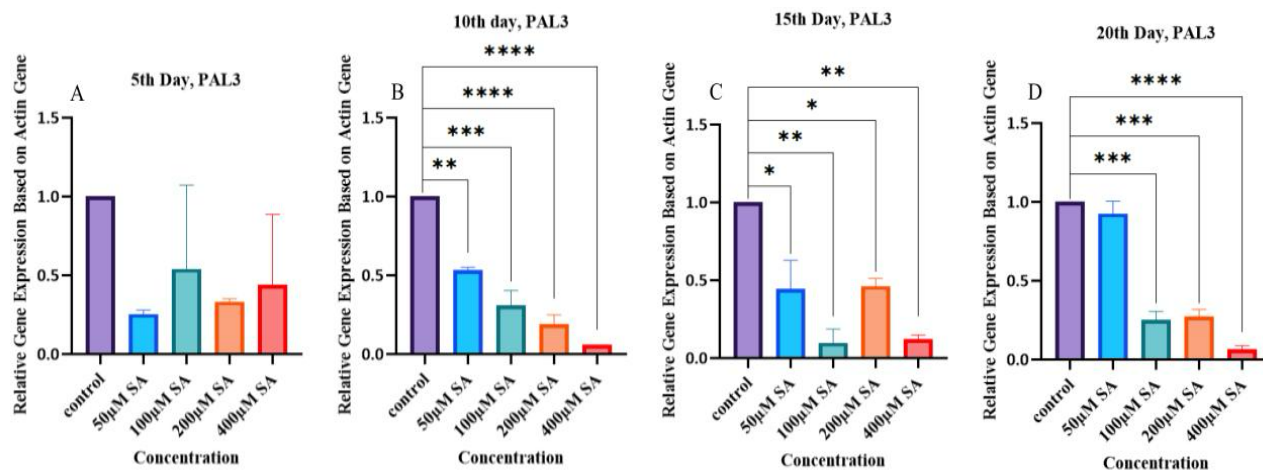 5th Day, PAL3
A
Relative Gene Expression Based on Actin Gene
1.5
1.0
0.5
0.0
control
50µM SA
100µM SA
200µM SA
400µM SA
Concentration
10th day, PAL3
B
Relative Gene Expression Based on Actin Gene
****
****
***
**
1.5
1.0
0.5
0.0
control
50µM SA
100µM SA
200µM SA
400µM SA
Concentration
15th Day, PAL3
C
Relative Gene Expression Based on Actin Gene
**
*
**
*
1.5
1.0
0.5
0.0
control
50µM SA
100µM SA
200µM SA
400µM SA
Concentration
20th Day, PAL3
D
Relative Gene Expression Based on Actin Gene
****
***
***
1.5
1.0
0.5
0.0
control
50µM SA
100µM SA
200µM SA
400µM SA
Concentration